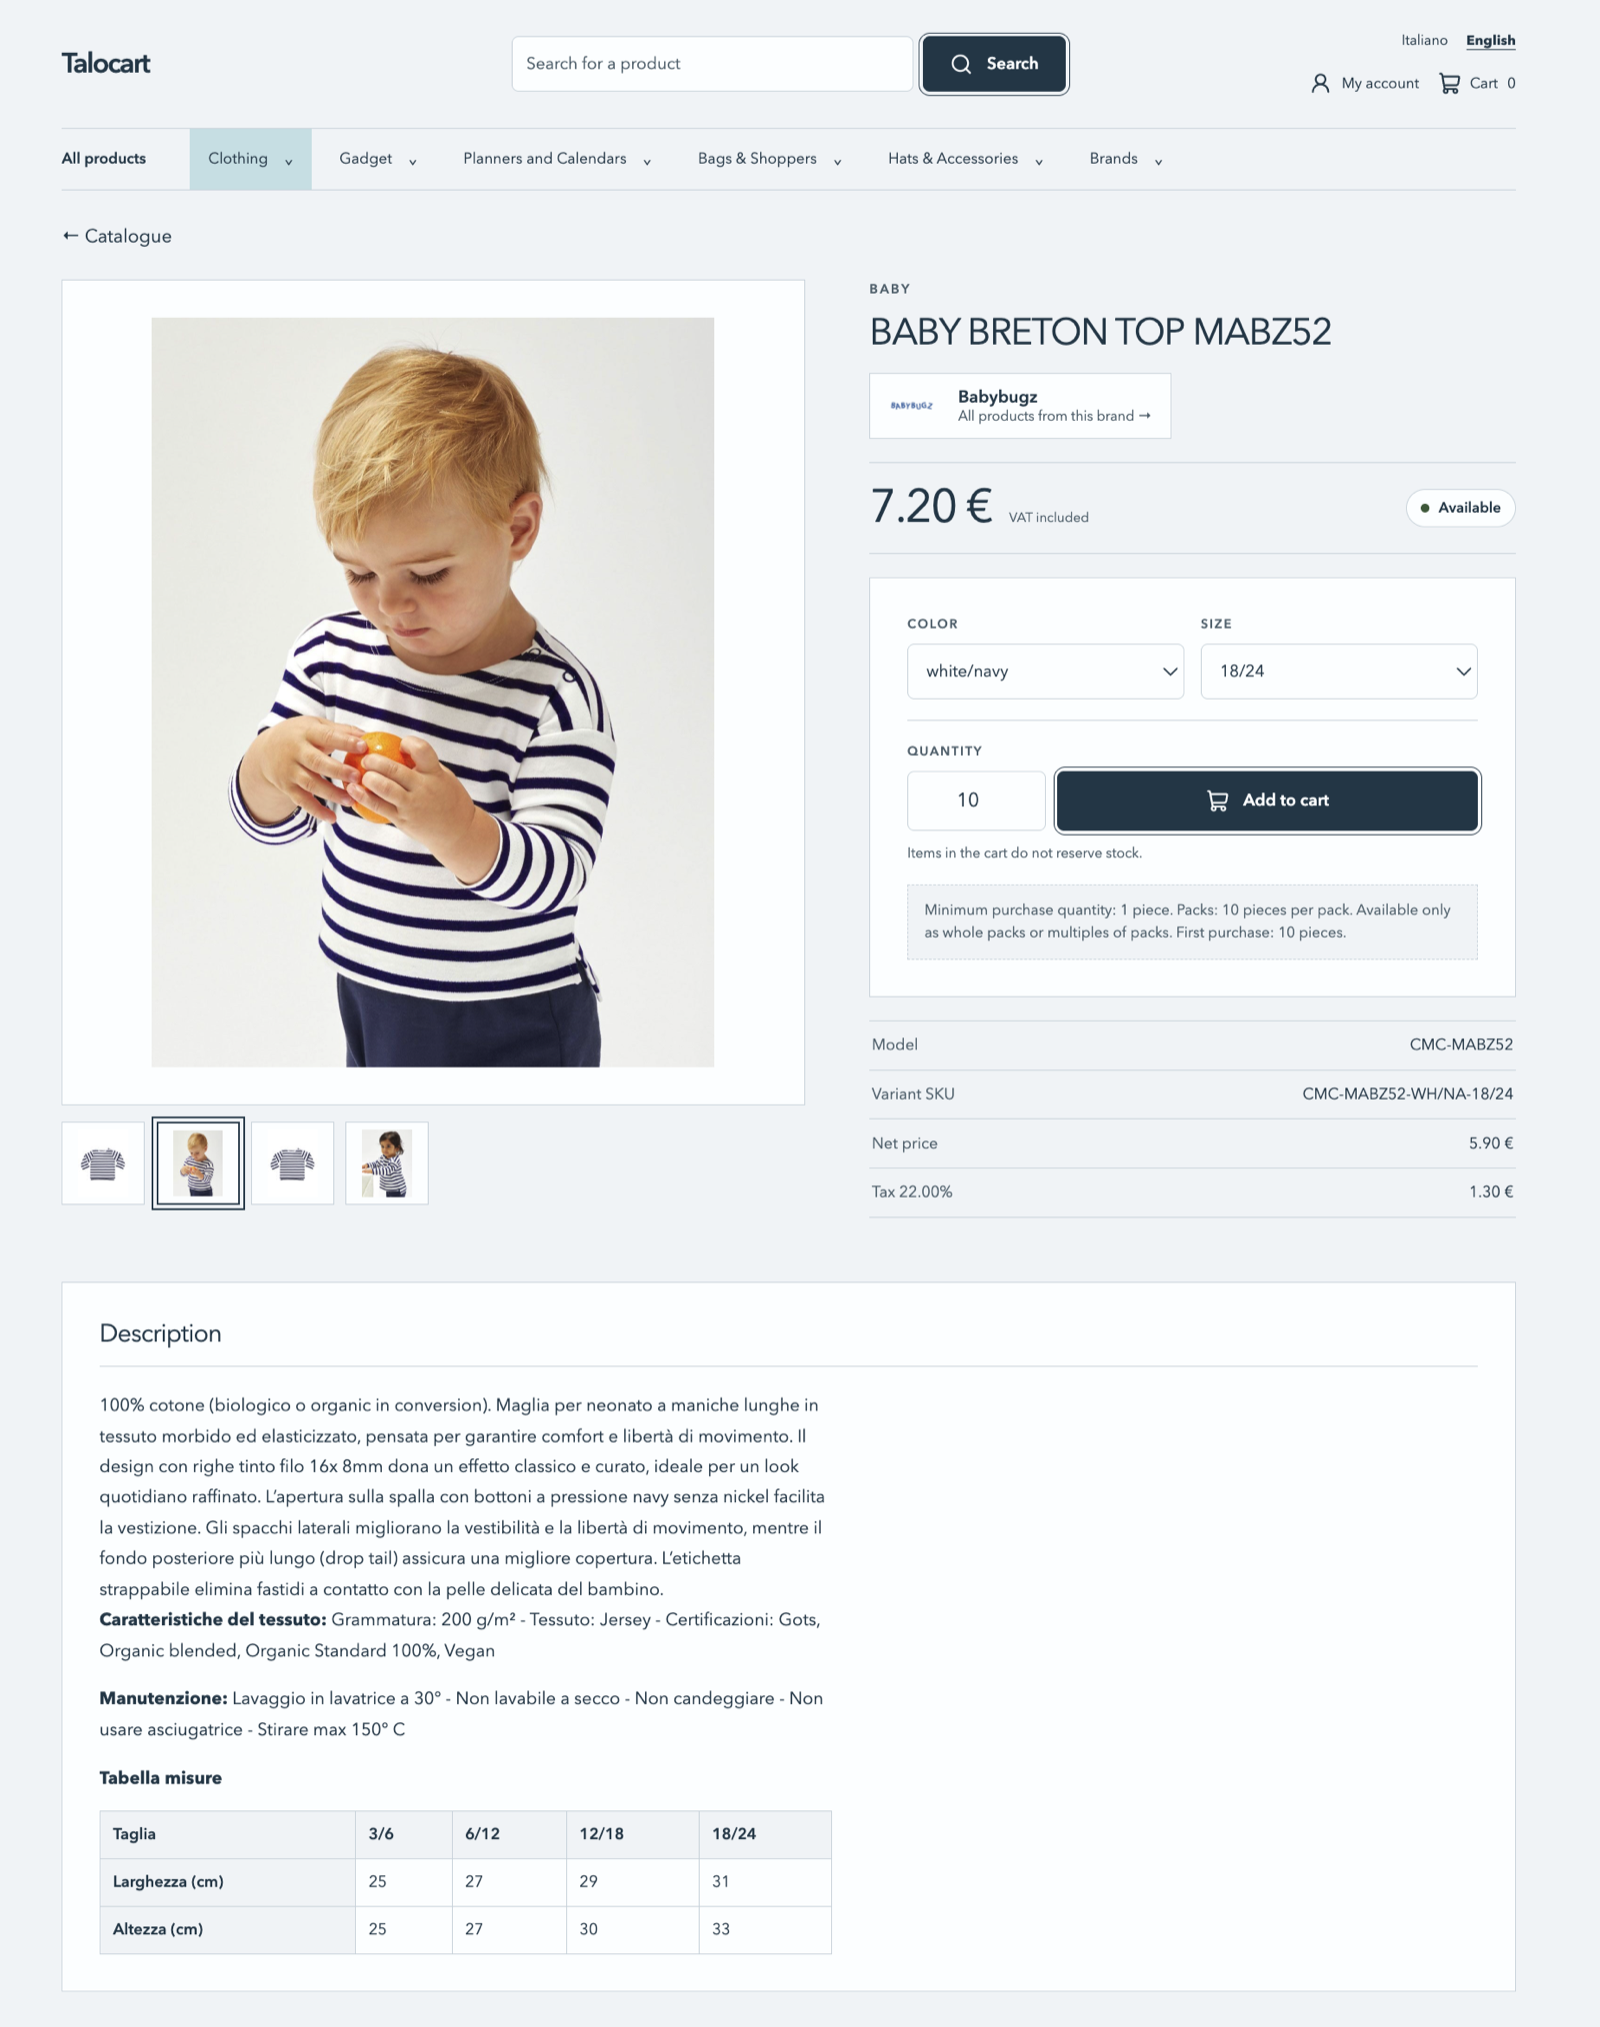 Talocart
Search for a product
Search
Italiano English
My account Cart 0
All products Clothing Gadget Planners and Calendars Bags & Shoppers Hats & Accessories Brands
← Catalogue
BABY
BABY BRETON TOP MABZ52
BABYBUGZ
Babybugz
All products from this brand →
7.20 € VAT included
Available
COLOR SIZE
white/navy 18/24
QUANTITY
10
Add to cart
Items in the cart do not reserve stock.
Minimum purchase quantity: 1 piece. Packs: 10 pieces per pack. Available only
as whole packs or multiples of packs. First purchase: 10 pieces.
Model CMC-MABZ52
Variant SKU CMC-MABZ52-WH/NA-18/24
Net price 5.90 €
Tax 22.00% 1.30 €
Description
100% cotone (biologico o organic in conversion). Maglia per neonato a maniche lunghe in
tessuto morbido ed elasticizzato, pensata per garantire comfort e libertà di movimento. Il
design con righe tinto filo 16x 8mm dona un effetto classico e curato, ideale per un look
quotidiano raffinato. L'apertura sulla spalla con bottoni a pressione navy senza nickel facilita
la vestizione. Gli spacchi laterali migliorano la vestibilità e la libertà di movimento, mentre il
fondo posteriore più lungo (drop tail) assicura una migliore copertura. L'etichetta
strappabile elimina fastidi a contatto con la pelle delicata del bambino.
Caratteristiche del tessuto: Grammatura: 200 g/m² - Tessuto: Jersey - Certificazioni: Gots,
Organic blended, Organic Standard 100%, Vegan
Manutenzione: Lavaggio in lavatrice a 30° - Non lavabile a secco - Non candeggiare - Non
usare asciugatrice - Stirare max 150° C
Tabella misure
Taglia 3/6 6/12 12/18 18/24
Larghezza (cm) 25 27 29 31
Altezza (cm) 25 27 30 33